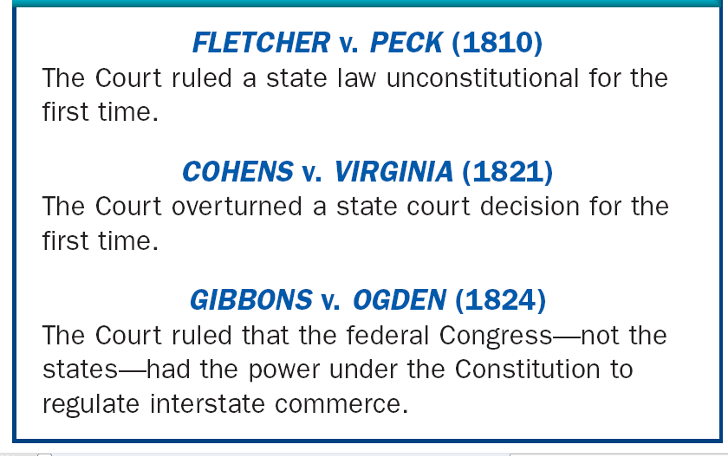 FLETCHER v. PECK (1810)
The Court ruled a state law unconstitutional for the
first time.
COHENS v. VIRGINIA (1821)
The Court overturned a state court decision for the
first time.
GIBBONS v. OGDEN (1824)
The Court ruled that the federal Congress—not the
states—had the power under the Constitution to
regulate interstate commerce.